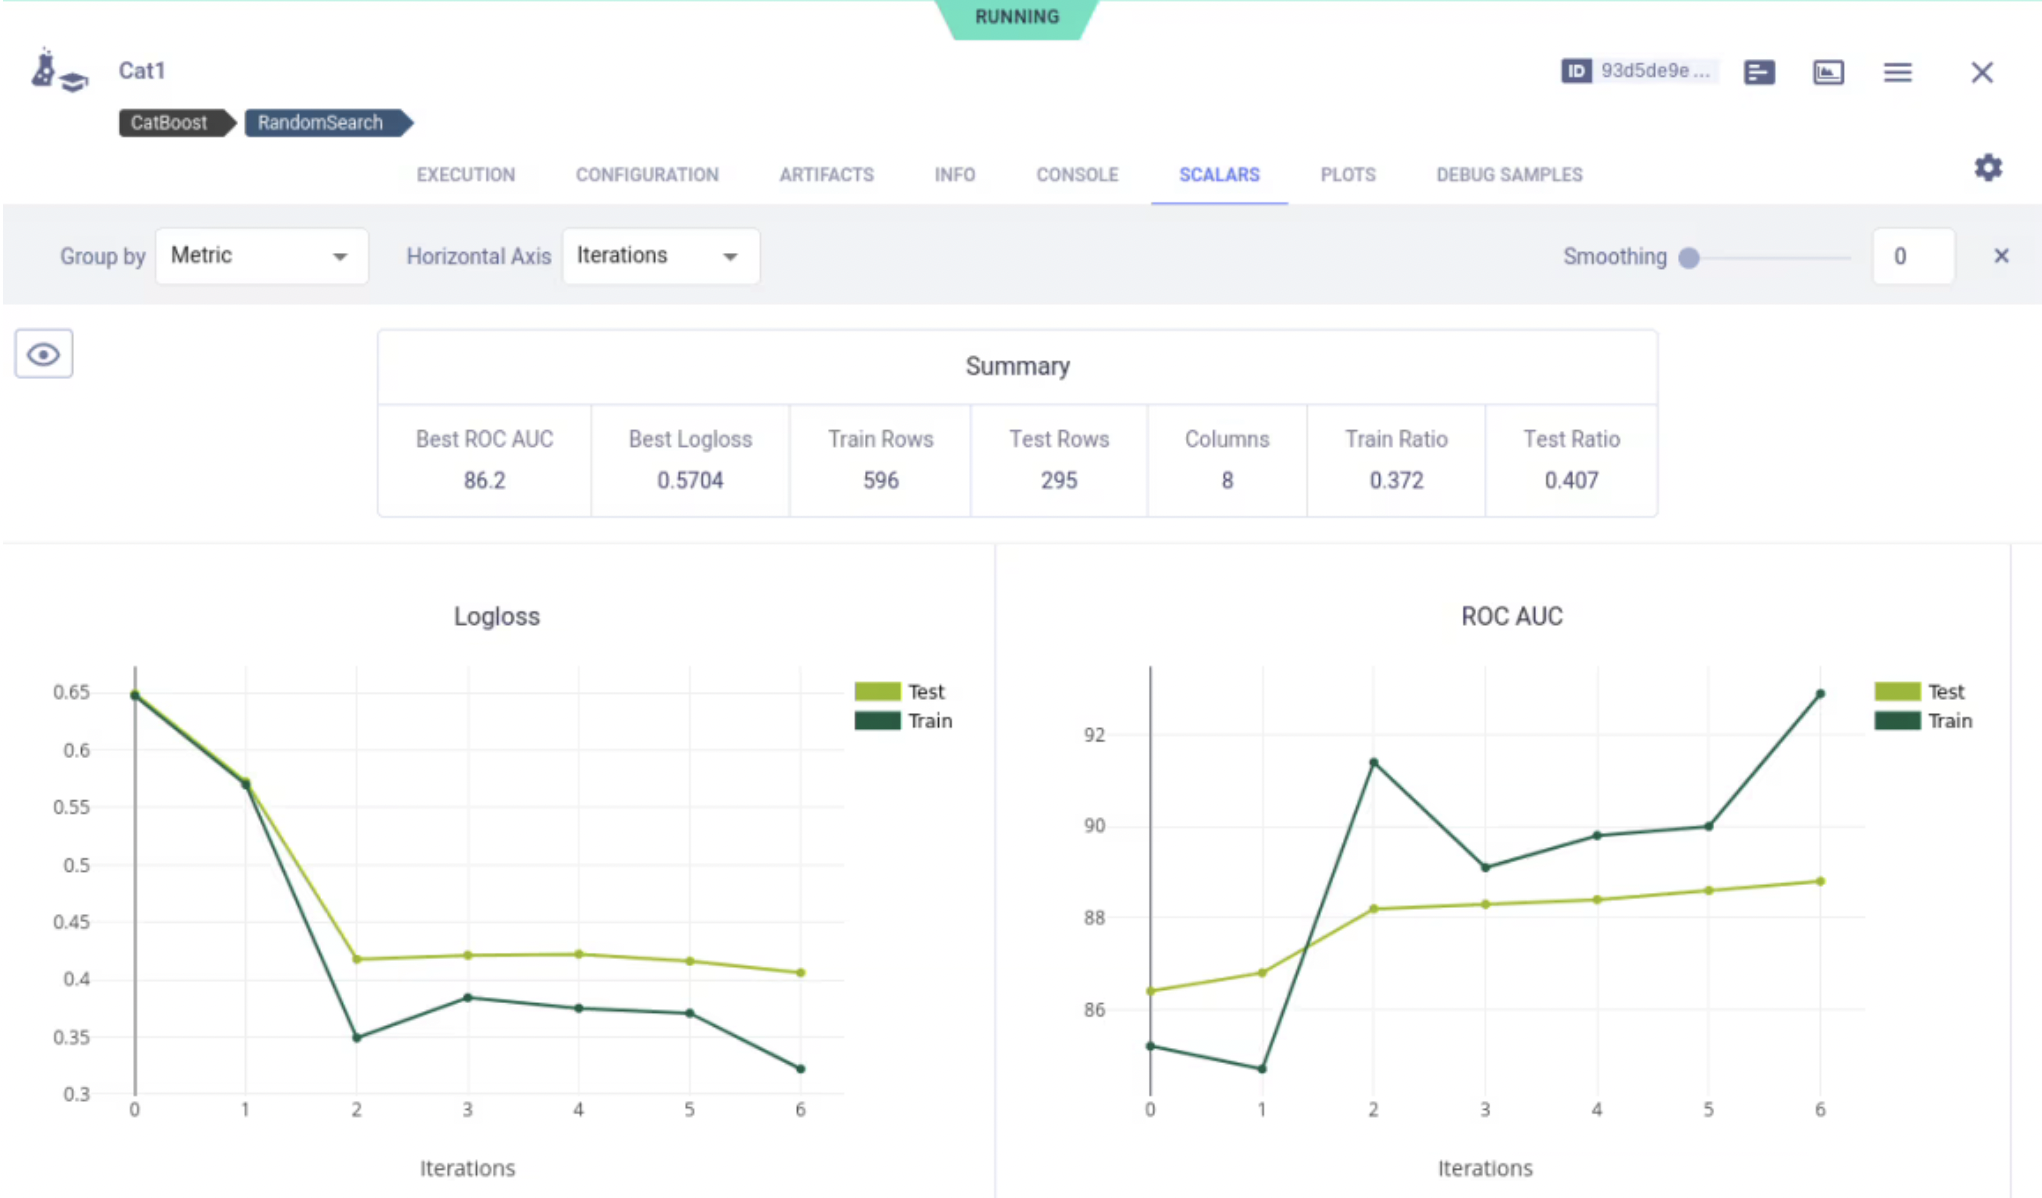 RUNNING
Cat1
ID 93d5de9e ...
CatBoost RandomSearch
EXECUTION CONFIGURATION ARTIFACTS INFO CONSOLE SCALARS PLOTS DEBUG SAMPLES
Group by Metric Horizontal Axis Iterations Smoothing 0
Summary
Best ROC AUC Best Logloss Train Rows Test Rows Columns Train Ratio Test Ratio
86.2 0.5704 596 295 8 0.372 0.407
Logloss
0.65
0.6
0.55
0.5
0.45
0.4
0.35
0.3
0 1 2 3 4 5 6
Iterations
Test
Train
ROC AUC
92
90
88
86
0 1 2 3 4 5 6
Iterations
Test
Train